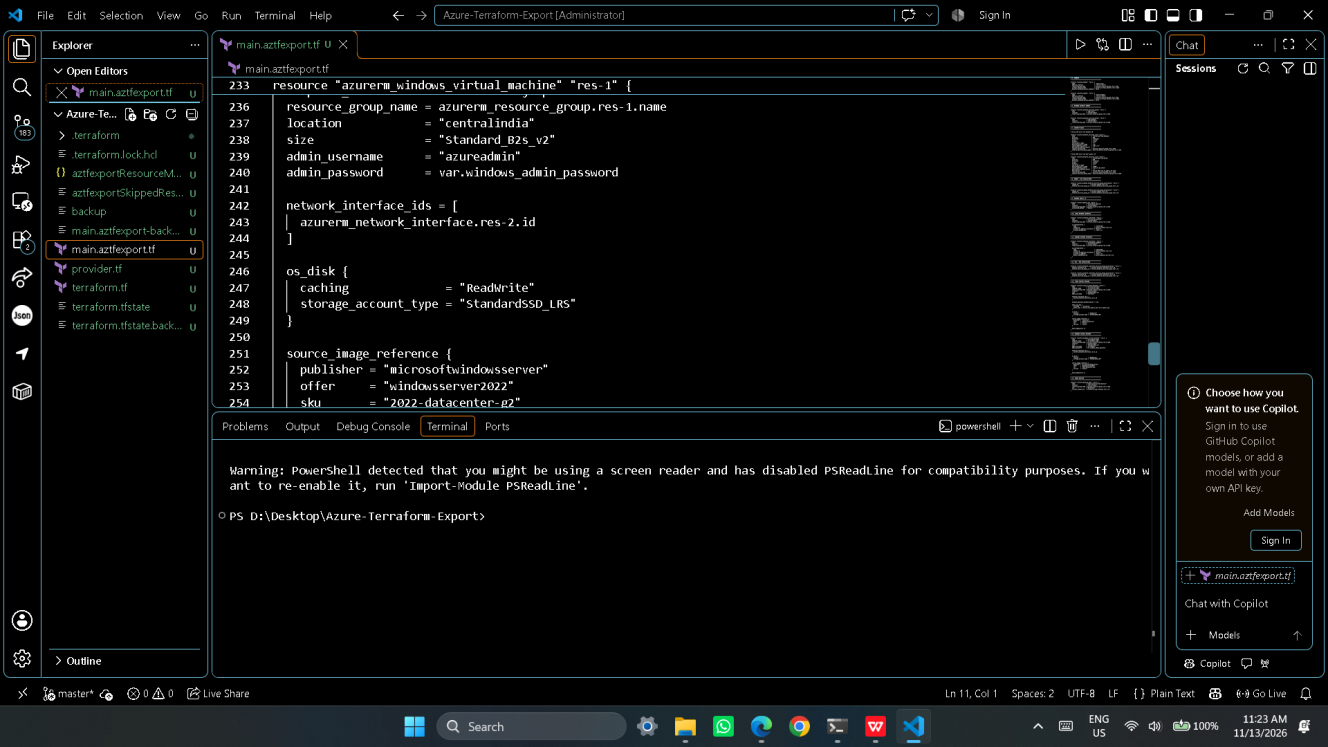 File Edit Selection View Go Run Terminal Help
Azure-Terraform-Export [Administrator]
Sign In
Explorer
Open Editors
main.aztfexport.tf U
Azure-Te...
.terraform
.terraform.lock.hcl U
aztfexportResourceM... U
aztfexportSkippedRes... U
backup U
main.aztfexport-back... U
main.aztfexport.tf U
provider.tf U
terraform.tf U
terraform.tfstate U
terraform.tfstate.back... U
Outline
183
2
Json
main.aztfexport.tf U
main.aztfexport.tf
233 resource "azurerm_windows_virtual_machine" "res-1" {
236 resource_group_name = azurerm_resource_group.res-1.name
237 location = "centralindia"
238 size = "Standard_B2s_v2"
239 admin_username = "azureadmin"
240 admin_password = var.windows_admin_password
241
242 network_interface_ids = [
243 azurerm_network_interface.res-2.id
244 ]
245
246 os_disk {
247 caching = "ReadWrite"
248 storage_account_type = "StandardSSD_LRS"
249 }
250
251 source_image_reference {
252 publisher = "microsoftwindowsserver"
253 offer = "windowsserver2022"
254 sku = "2022-datacenter-g2"
Problems Output Debug Console Terminal Ports
powershell
Warning: PowerShell detected that you might be using a screen reader and has disabled PSReadLine for compatibility purposes. If you w
ant to re-enable it, run 'Import-Module PSReadLine'.
PS D:\Desktop\Azure-Terraform-Export>
Chat
Sessions
Choose how you
want to use Copilot.
Sign in to use
GitHub Copilot
models, or add a
model with your
own API key.
Add Models
Sign In
main.aztfexport.tf
Chat with Copilot
Models
Copilot
master*
0 0
Live Share
Ln 11, Col 1 Spaces: 2 UTF-8 LF { } Plain Text Go Live
Search
ENG
US
100%
11:23 AM
11/13/2026